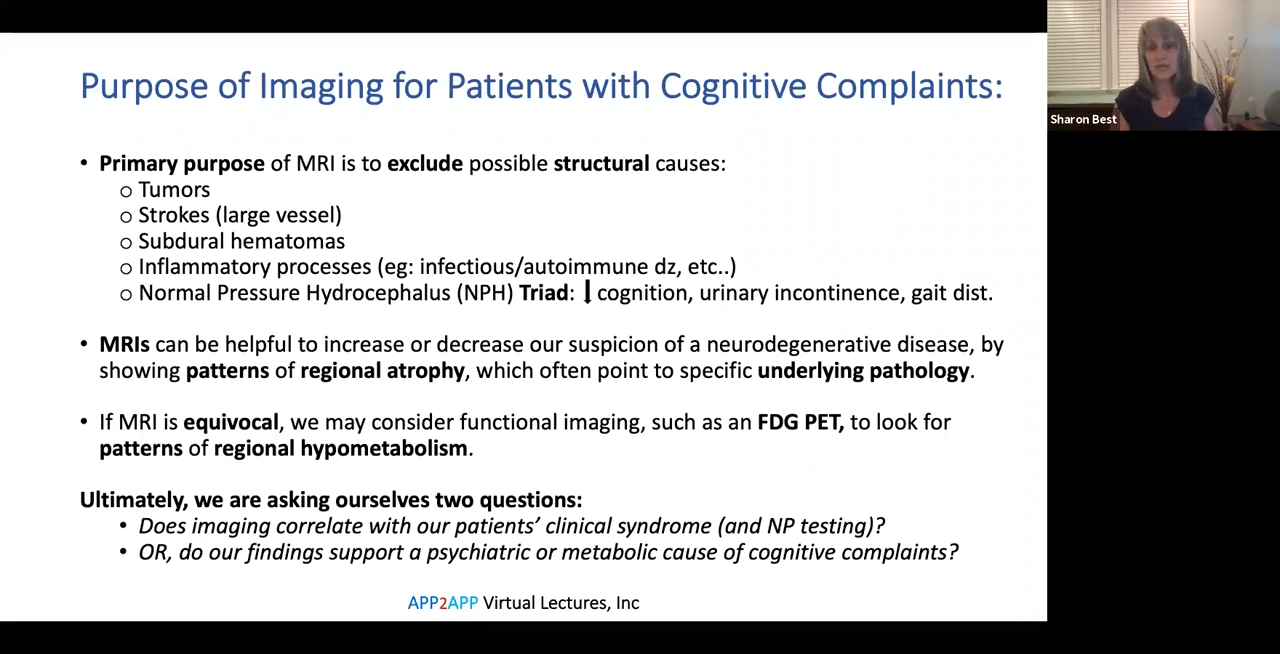 Purpose of Imaging for Patients with Cognitive Complaints:
Sharon Best
• Primary purpose of MRI is to exclude possible structural causes:
o Tumors
o Strokes (large vessel)
o Subdural hematomas
o Inflammatory processes (eg: infectious/autoimmune dz, etc..)
o Normal Pressure Hydrocephalus (NPH) Triad: ⬇ cognition, urinary incontinence, gait dist.
• MRIs can be helpful to increase or decrease our suspicion of a neurodegenerative disease, by
showing patterns of regional atrophy, which often point to specific underlying pathology.
• If MRI is equivocal, we may consider functional imaging, such as an FDG PET, to look for
patterns of regional hypometabolism.
Ultimately, we are asking ourselves two questions:
• Does imaging correlate with our patients’ clinical syndrome (and NP testing)?
• OR, do our findings support a psychiatric or metabolic cause of cognitive complaints?
APP2APP Virtual Lectures, Inc